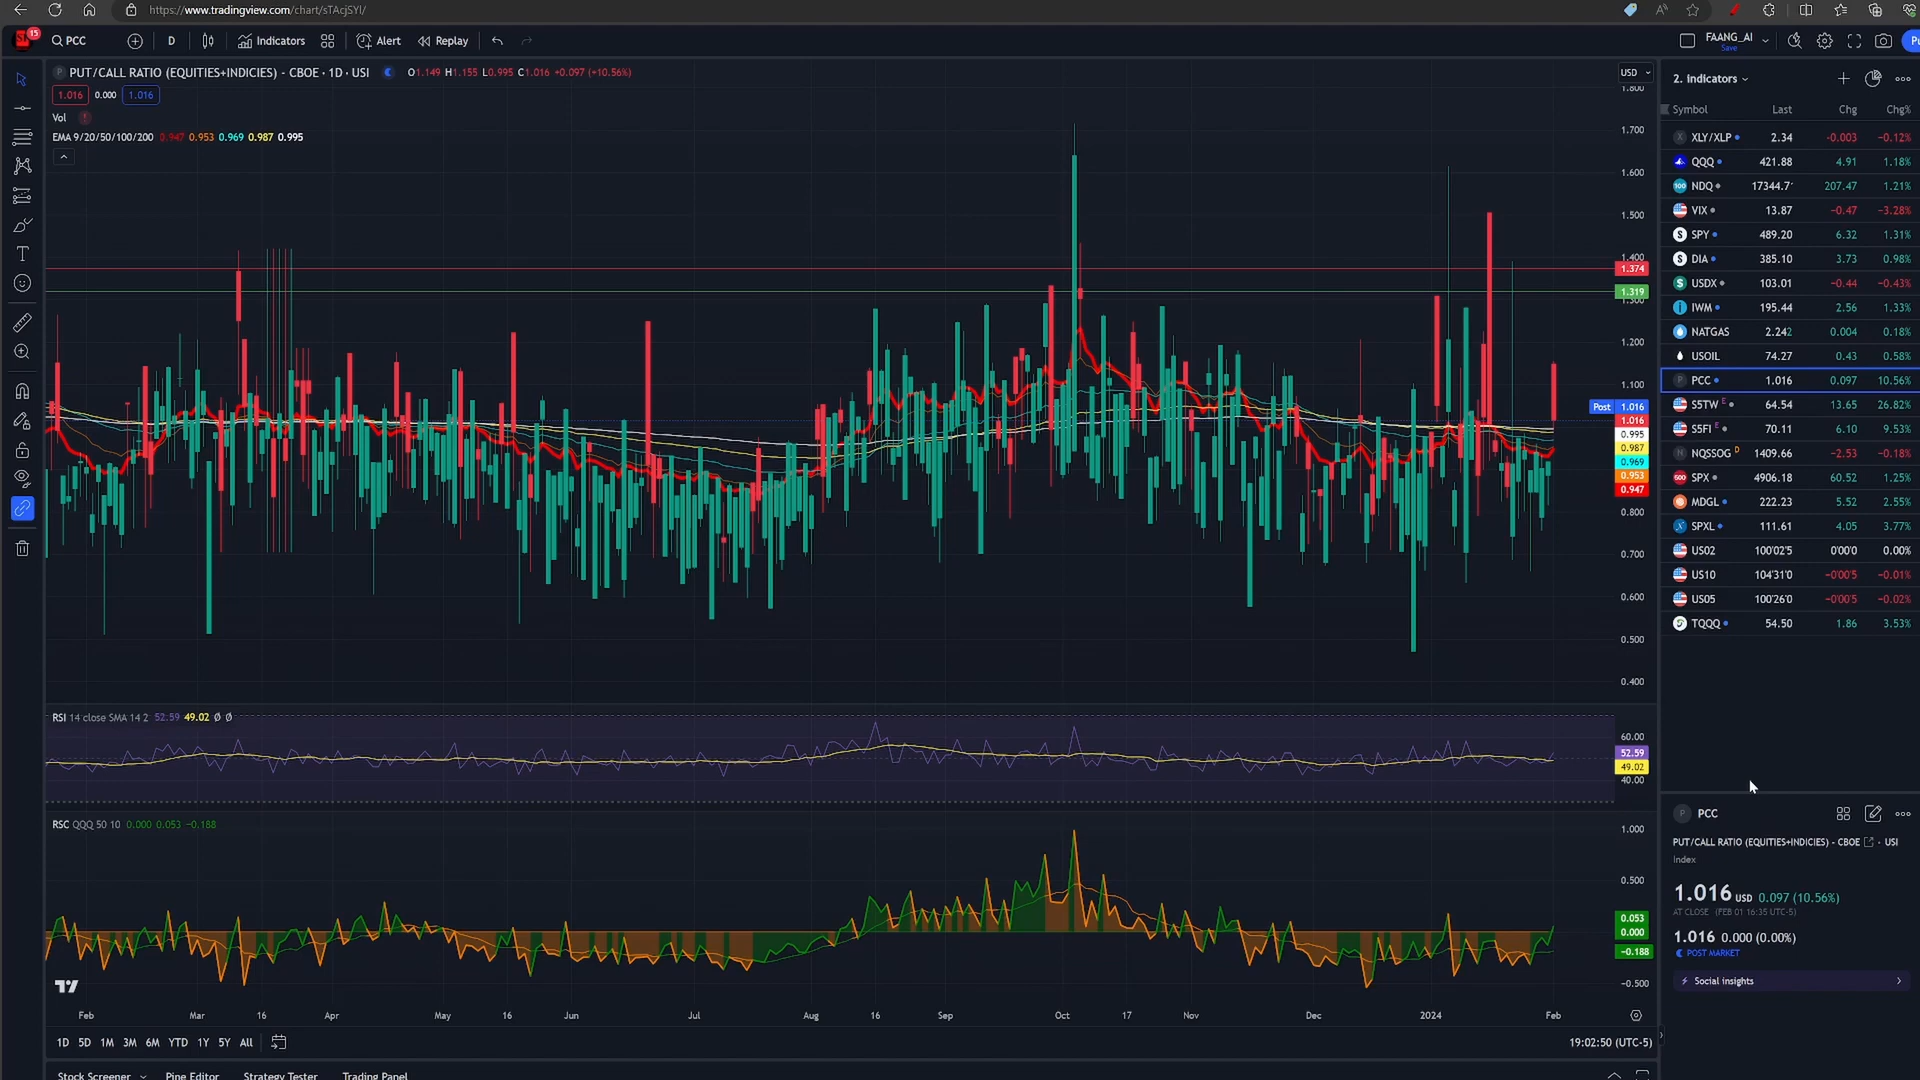 https://www.tradingview.com/chart/sTAcjSYl/
15
PCC
D
Indicators
Alert
Replay
FAANG_AI
Save
PUT/CALL RATIO (EQUITIES+INDICIES) - CBOE · 1D · USI
O1.149 H1.155 L0.995 C1.016 +0.097 (+10.56%)
USD
1.016 0.000 1.016
Vol
EMA 9/20/50/100/200 0.947 0.953 0.969 0.987 0.995
1.800
1.700
1.600
1.500
1.400
1.374
1.319
1.300
1.200
1.100
Post 1.016
1.016
0.995
0.987
0.969
0.953
0.947
0.800
0.700
0.600
0.500
0.400
RSI 14 close SMA 14 2 52.59 49.02 Ø Ø
60.00
52.59
49.02
40.00
RSC QQQ 50 10 0.000 0.053 −0.188
1.000
0.500
0.053
0.000
−0.188
−0.500
Feb Mar 16 Apr May 16 Jun Jul Aug 16 Sep Oct 17 Nov Dec 2024 Feb
1D 5D 1M 3M 6M YTD 1Y 5Y All
19:02:50 (UTC-5)
Stock Screener Pine Editor Strategy Tester Trading Panel
2. Indicators
Symbol Last Chg Chg%
XLY/XLP 2.34 −0.003 −0.12%
QQQ 421.88 4.91 1.18%
NDQ 17344.7 207.47 1.21%
VIX 13.87 −0.47 −3.28%
SPY 489.20 6.32 1.31%
DIA 385.10 3.73 0.98%
USDX 103.01 −0.44 −0.43%
IWM 195.44 2.56 1.33%
NATGAS 2.242 0.004 0.18%
USOIL 74.27 0.43 0.58%
PCC 1.016 0.097 10.56%
S5TW E 64.54 13.65 26.82%
S5FI E 70.11 6.10 9.53%
NQSSOG D 1409.66 −2.53 −0.18%
SPX 4906.18 60.52 1.25%
MDGL 222.23 5.52 2.55%
SPXL 111.61 4.05 3.77%
US02 100'02'5 0'00'0 0.00%
US10 104'31'0 −0'00'5 −0.01%
US05 100'26'0 −0'00'5 −0.02%
TQQQ 54.50 1.86 3.53%
PCC
PUT/CALL RATIO (EQUITIES+INDICIES) - CBOE · USI
Index
1.016 USD 0.097 (10.56%)
AT CLOSE (FEB 01 16:35 UTC-5)
1.016 0.000 (0.00%)
POST MARKET
Social insights